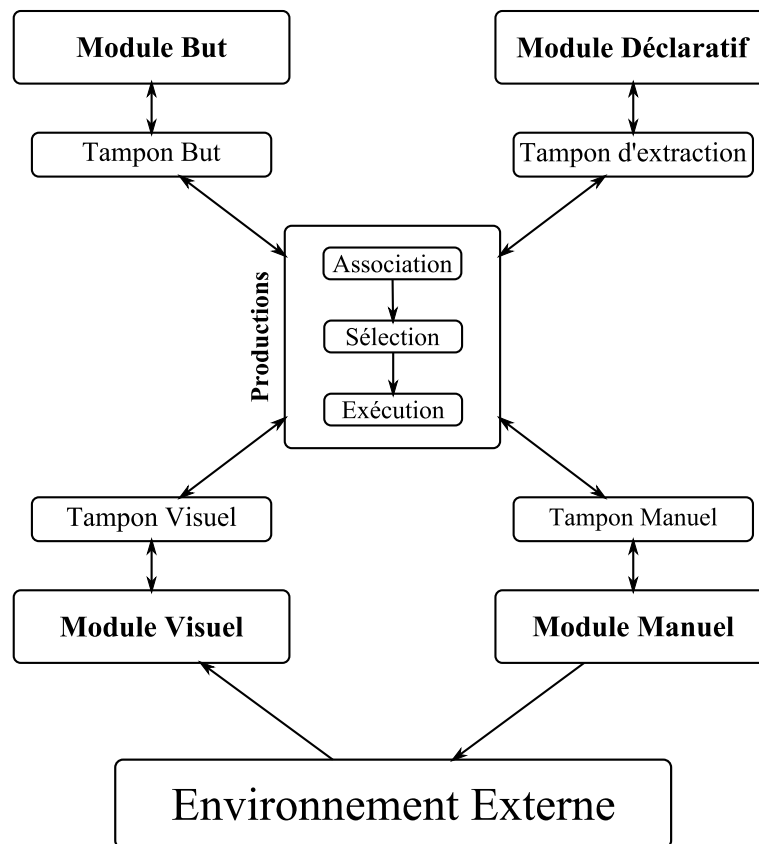 Module But
Module Déclaratif
Tampon But
Tampon d'extraction
Productions
Association
Sélection
Exécution
Tampon Visuel
Tampon Manuel
Module Visuel
Module Manuel
Environnement Externe